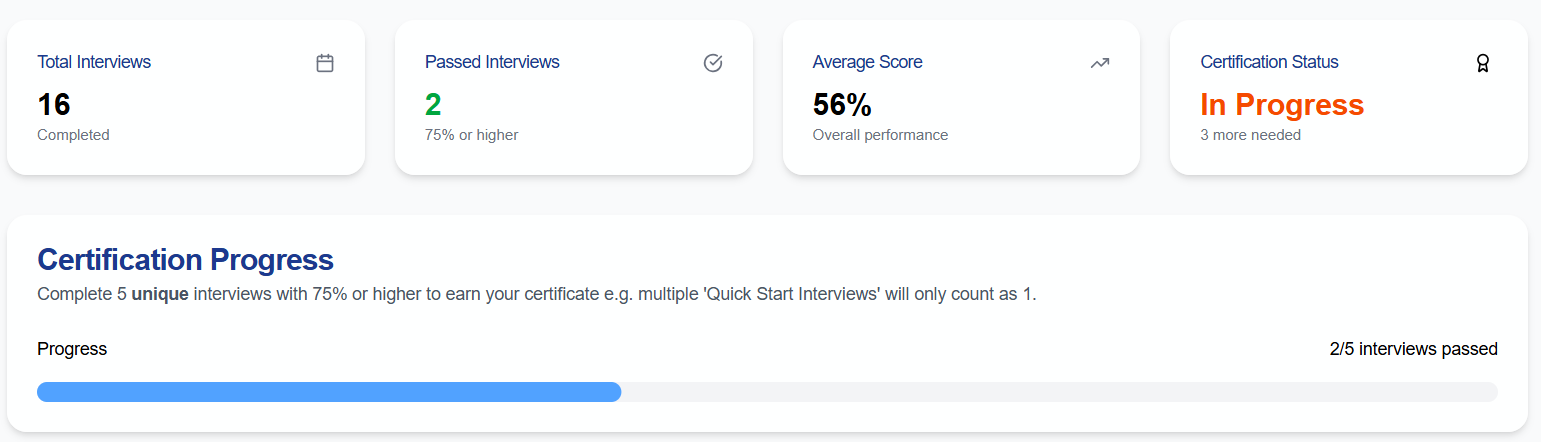 Total Interviews
16
Completed
Passed Interviews
2
75% or higher
Average Score
56%
Overall performance
Certification Status
In Progress
3 more needed
Certification Progress
Complete 5 unique interviews with 75% or higher to earn your certificate e.g. multiple 'Quick Start Interviews' will only count as 1.
Progress
2/5 interviews passed